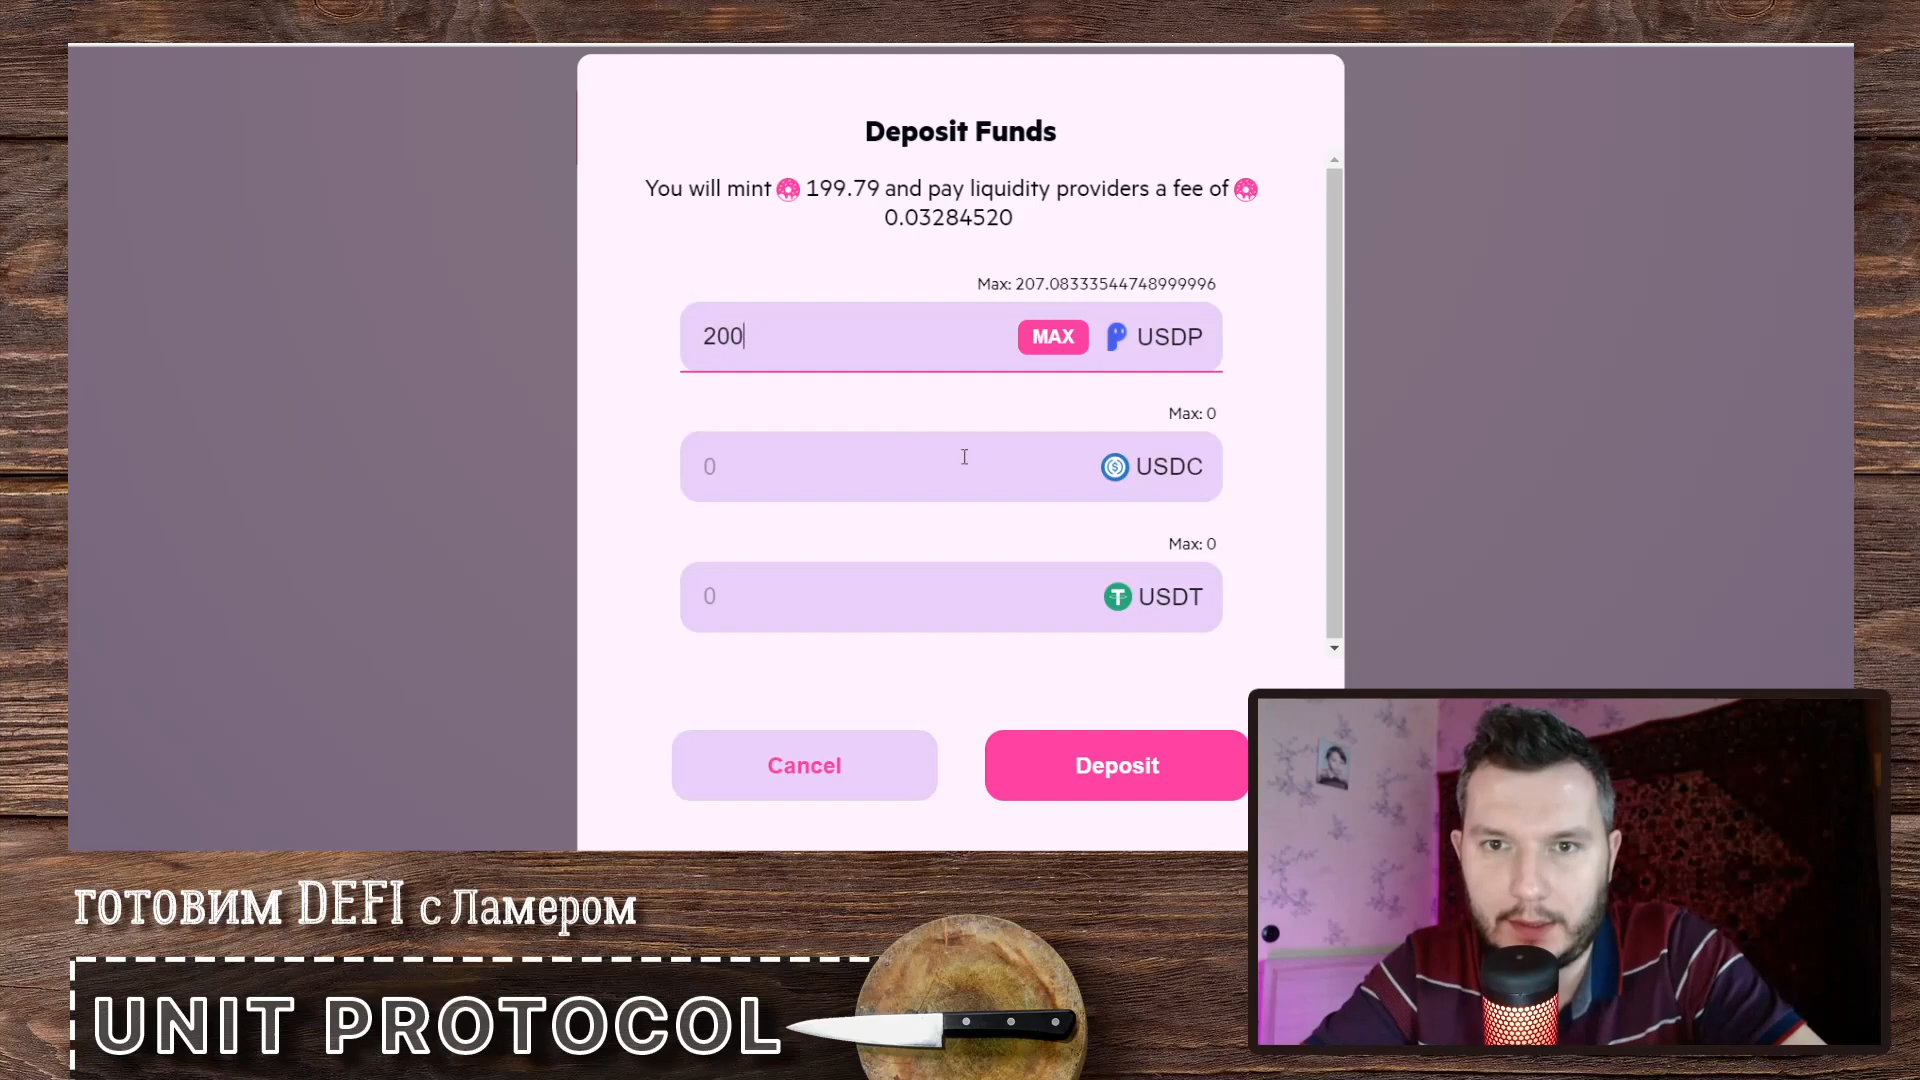 Deposit Funds
You will mint 199.79 and pay liquidity providers a fee of
0.03284520
Max: 207.08333544748999996
200 MAX USDP
Max: 0
0 USDC
Max: 0
0 USDT
Cancel Deposit
готовим DEFI с Ламером
UNIT PROTOCOL